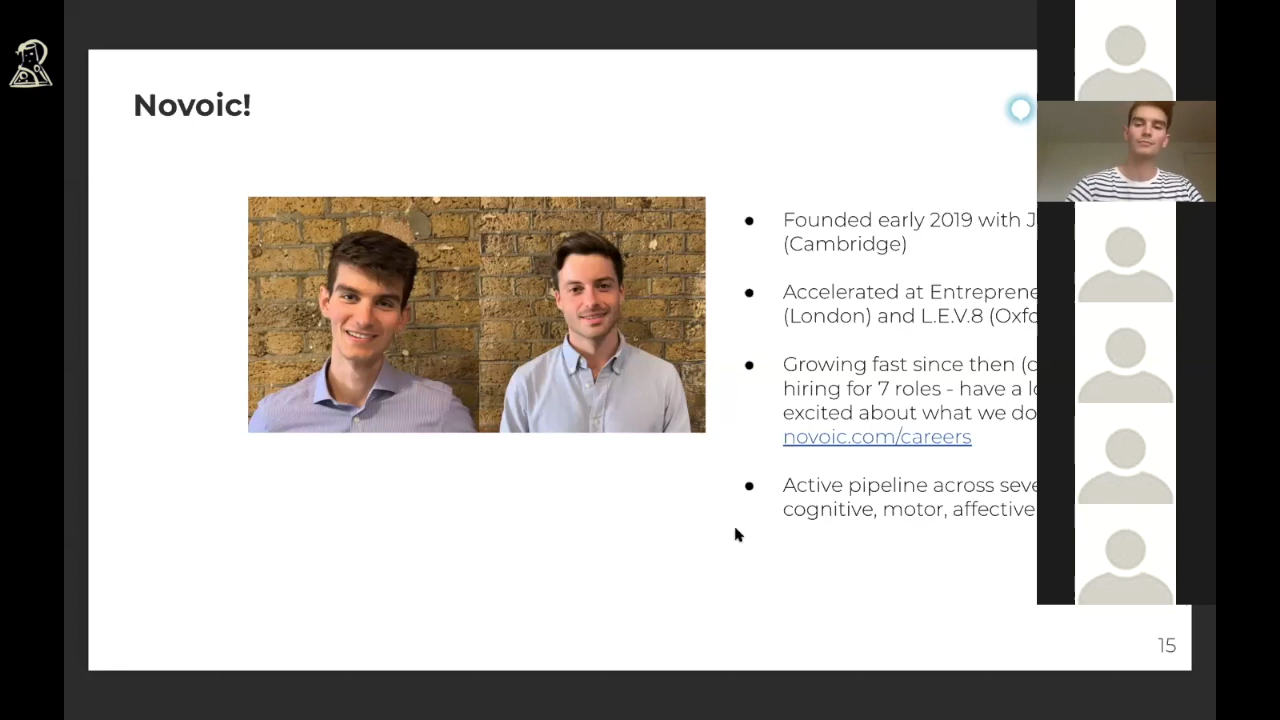 Novoic!
Founded early 2019 with
(Cambridge)
Accelerated at
(London) and L.E.V.8
Growing fast since then
hiring for 7 roles - have a
excited about what we do
novoic.com/careers
Active pipeline across
cognitive, motor, affective
15